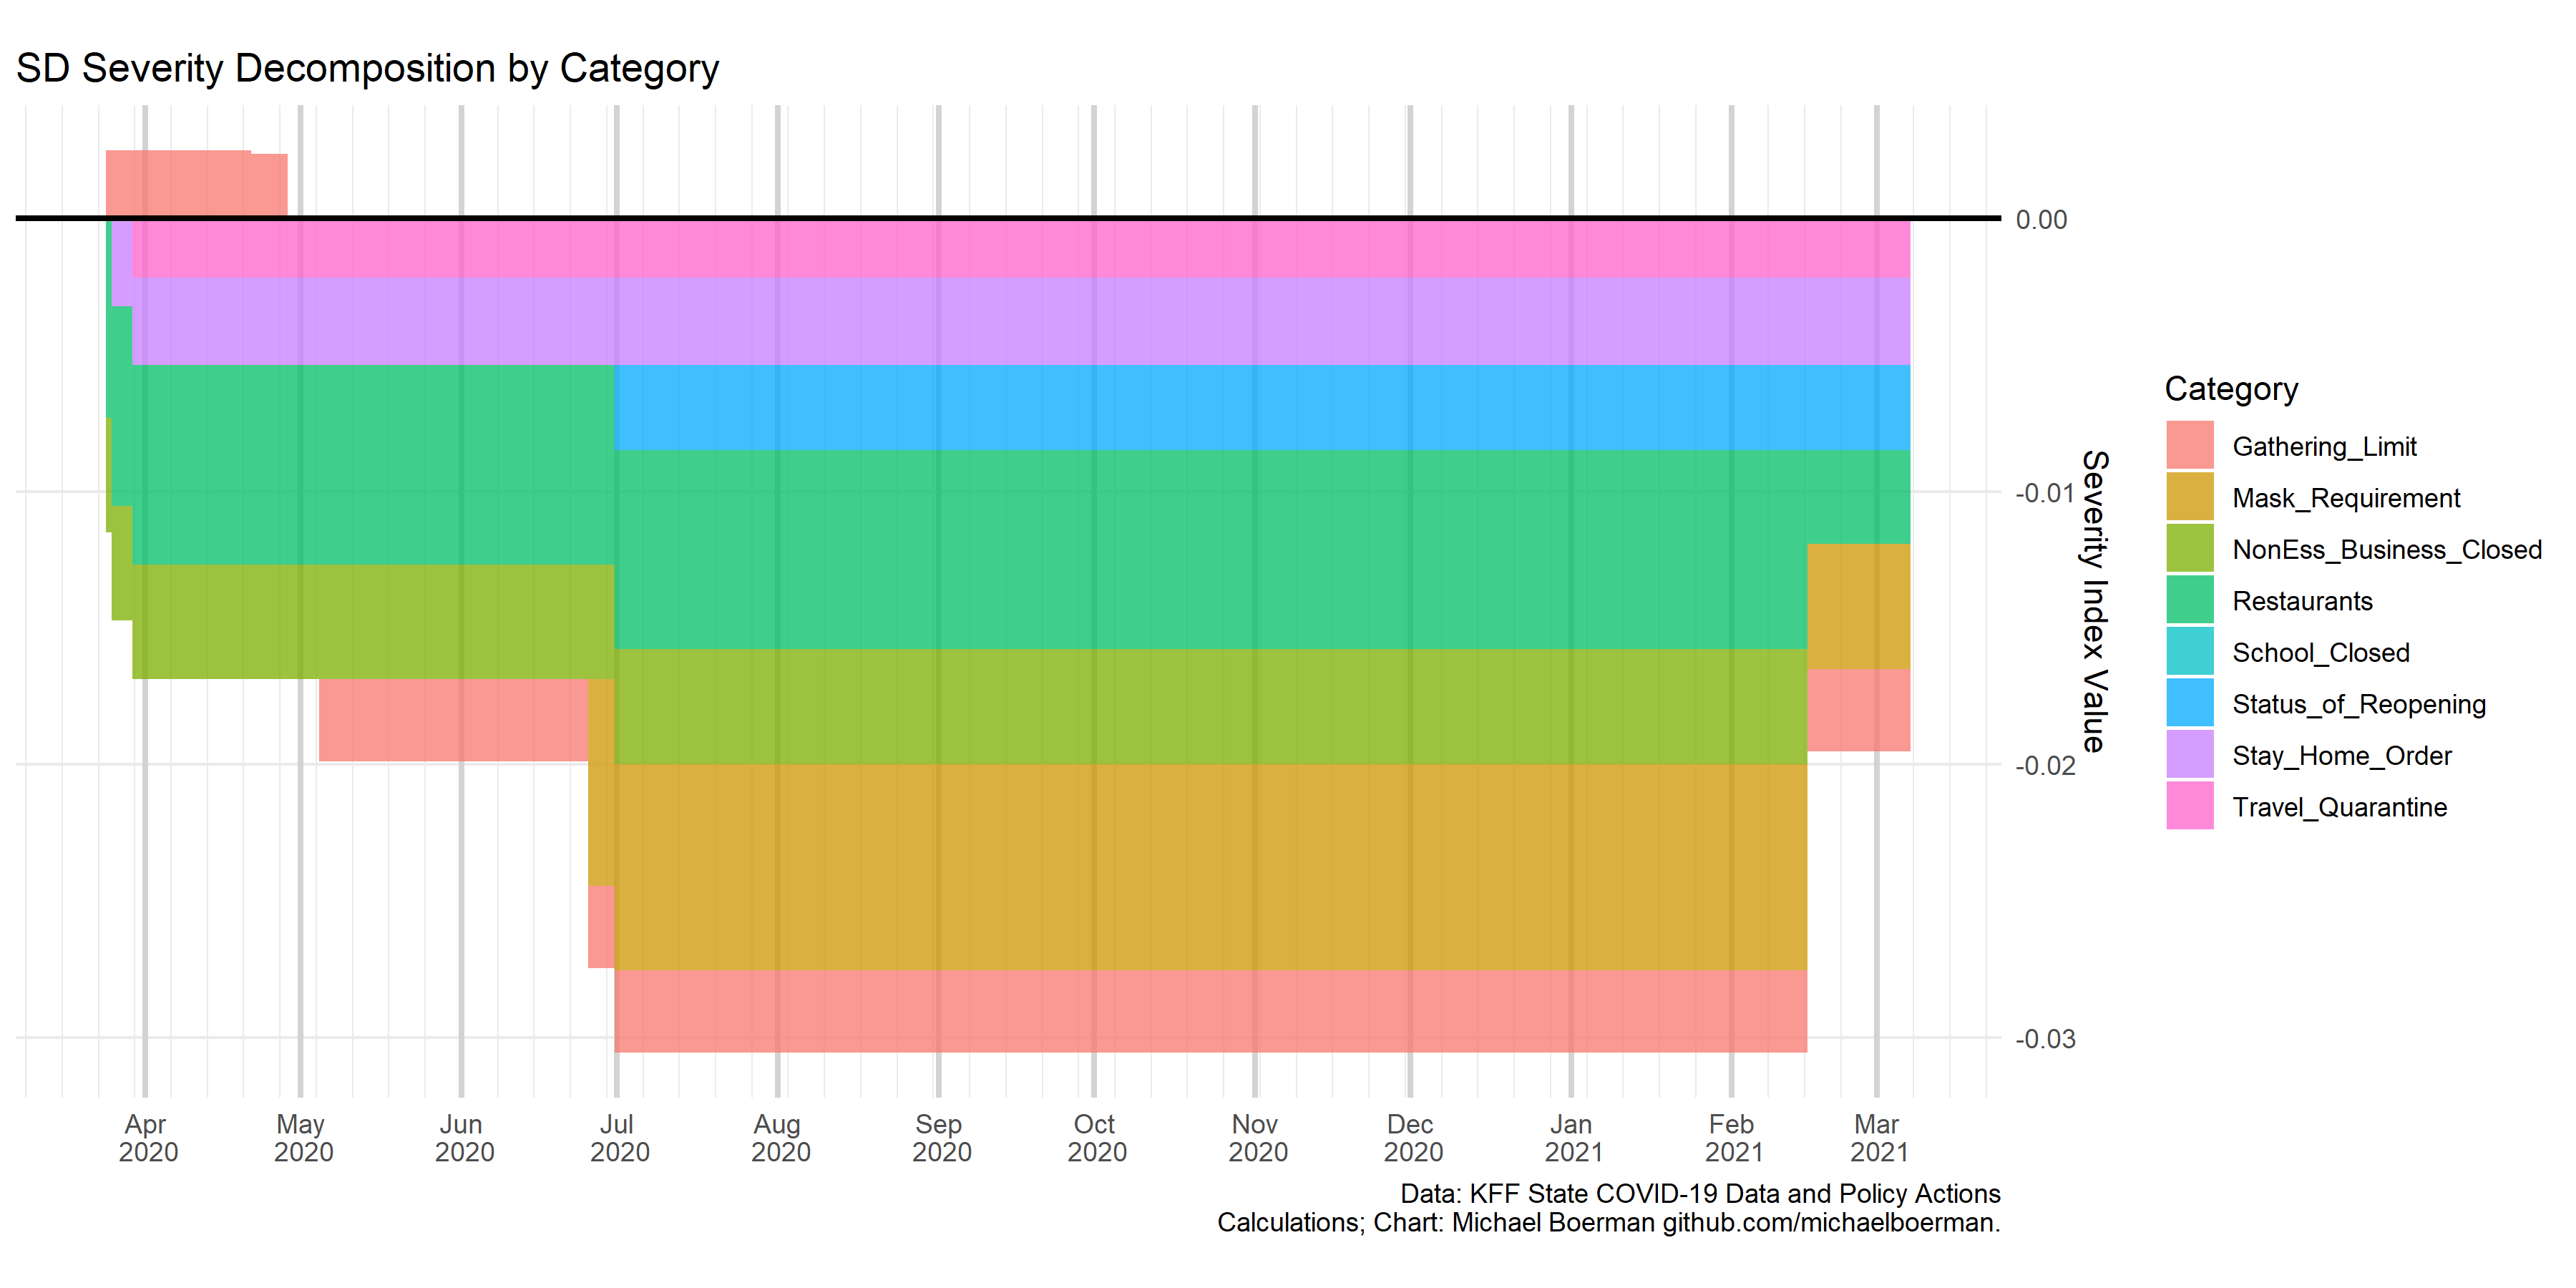 SD Severity Decomposition by Category
0.00
-0.01
-0.02
-0.03
Severity Index Value
Apr
2020
May
2020
Jun
2020
Jul
2020
Aug
2020
Sep
2020
Oct
2020
Nov
2020
Dec
2020
Jan
2021
Feb
2021
Mar
2021
Category
Gathering_Limit
Mask_Requirement
NonEss_Business_Closed
Restaurants
School_Closed
Status_of_Reopening
Stay_Home_Order
Travel_Quarantine
Data: KFF State COVID-19 Data and Policy Actions
Calculations; Chart: Michael Boerman github.com/michaelboerman.